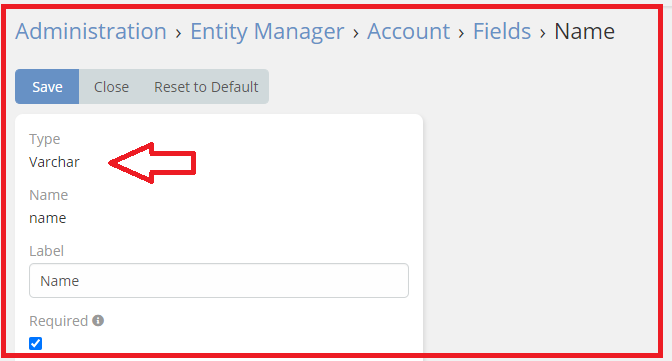 Administration › Entity Manager › Account › Fields › Name
Save Close Reset to Default
Type
Varchar
Name
name
Label
Name
Required